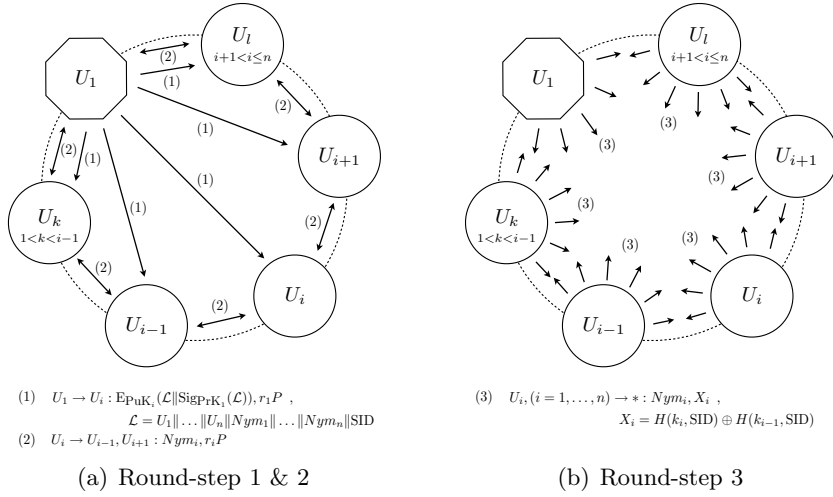 U_1
U_l
i+1<i≤n
(2)
(1)
(1)
(2)
U_{i+1}
(2)
(1)
(1)
(1)
(2)
U_k
1<k<i−1
(2)
(2)
U_{i−1}
U_i
(1) U_1 → U_i : E_{PuK_i}(ℒ‖Sig_{PrK_1}(ℒ)), r_1P ,
ℒ = U_1‖…‖U_n‖Nym_1‖…‖Nym_n‖SID
(2) U_i → U_{i−1}, U_{i+1} : Nym_i, r_iP
(a) Round-step 1 & 2
U_1
U_l
i+1<i≤n
(3)
(3)
U_{i+1}
(3)
U_k
1<k<i−1
(3)
(3)
(3)
U_{i−1}
U_i
(3) U_i, (i = 1, …, n) → ∗ : Nym_i, X_i ,
X_i = H(k_i, SID) ⊕ H(k_{i−1}, SID)
(b) Round-step 3